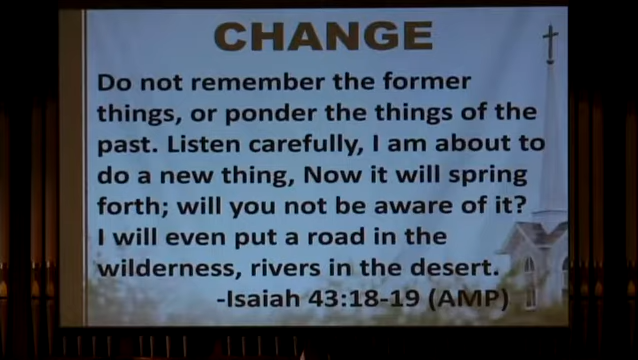 CHANGE
Do not remember the former
things, or ponder the things of the
past. Listen carefully, I am about to
do a new thing, Now it will spring
forth; will you not be aware of it?
I will even put a road in the
wilderness, rivers in the desert.
-Isaiah 43:18-19 (AMP)